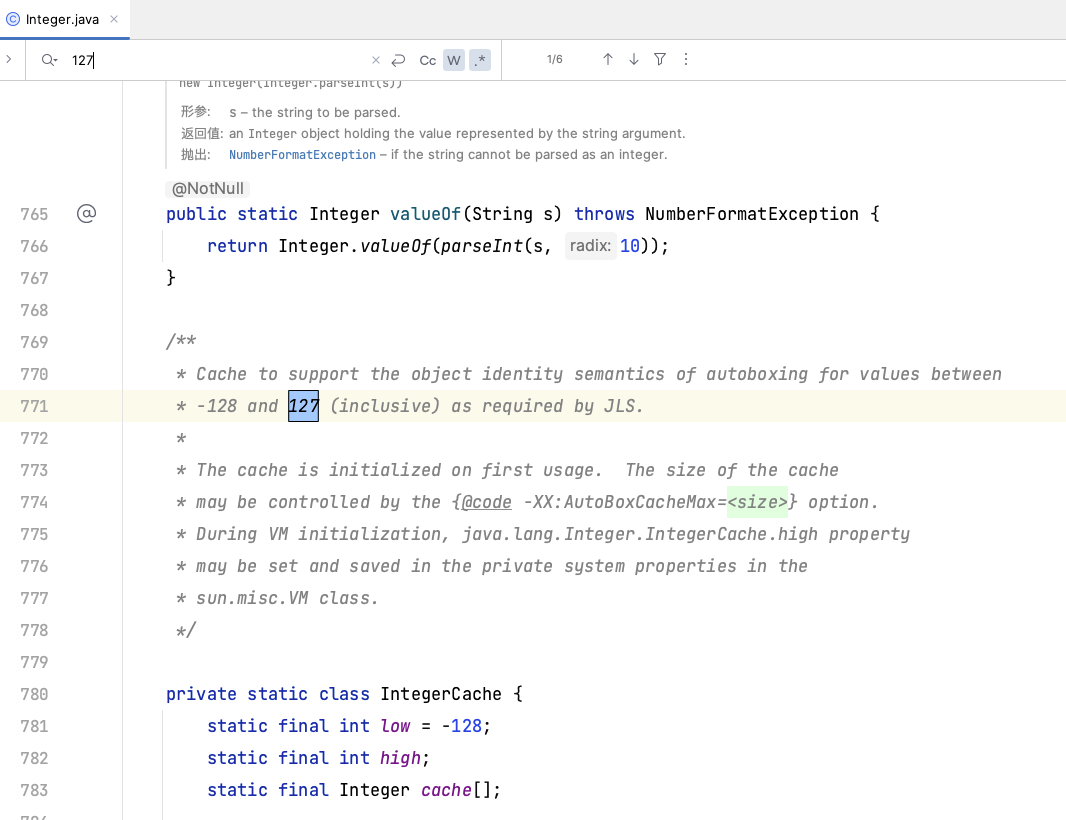 Integer.java
127
Cc W .* 1/6
new Integer(Integer.parseInt(s))
形参: s – the string to be parsed.
返回值: an Integer object holding the value represented by the string argument.
抛出: NumberFormatException – if the string cannot be parsed as an integer.
@NotNull
765 public static Integer valueOf(String s) throws NumberFormatException {
766 return Integer.valueOf(parseInt(s, radix: 10));
767 }
768
769 /**
770 * Cache to support the object identity semantics of autoboxing for values between
771 * -128 and 127 (inclusive) as required by JLS.
772 *
773 * The cache is initialized on first usage.  The size of the cache
774 * may be controlled by the {@code -XX:AutoBoxCacheMax=<size>} option.
775 * During VM initialization, java.lang.Integer.IntegerCache.high property
776 * may be set and saved in the private system properties in the
777 * sun.misc.VM class.
778 */
779
780 private static class IntegerCache {
781 static final int low = -128;
782 static final int high;
783 static final Integer cache[];